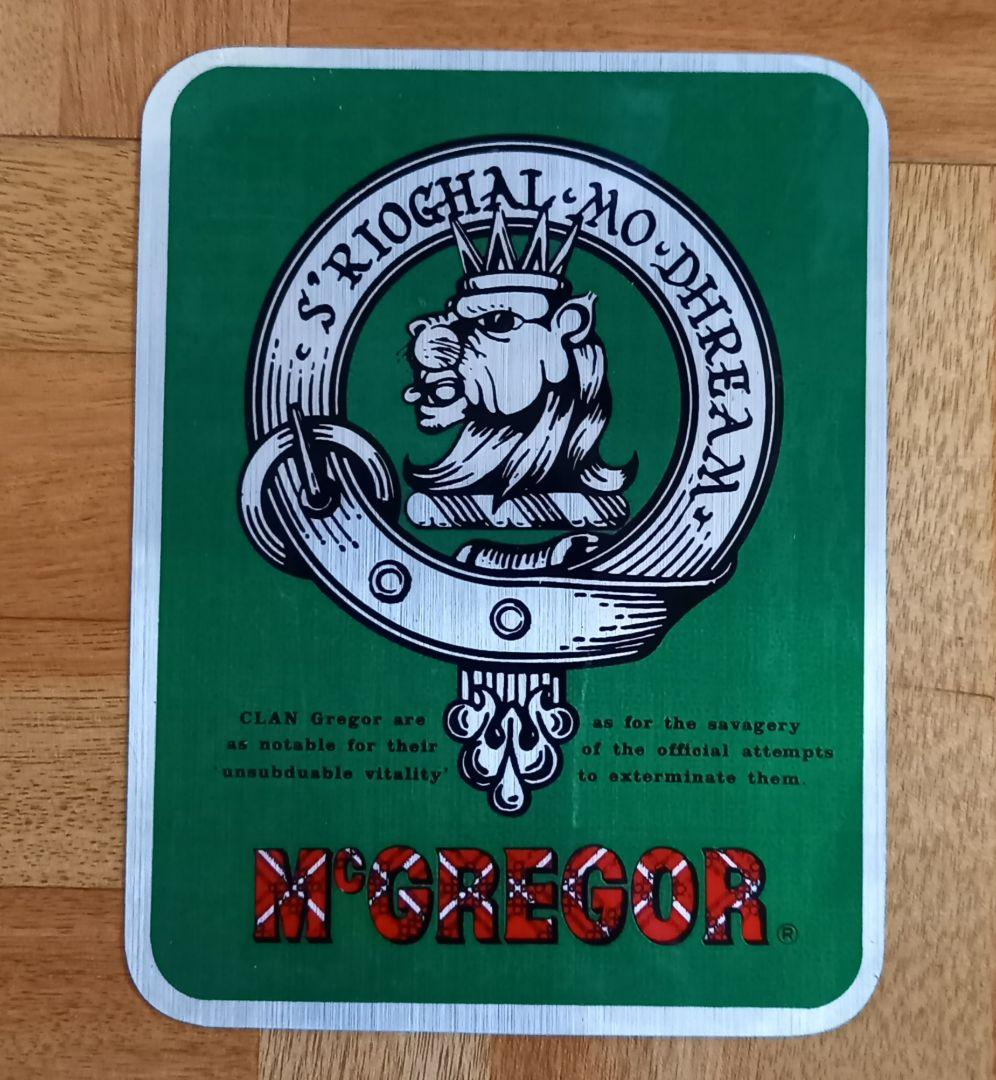 S'RIOGHAL MO DHREAM
CLAN Gregor are
as notable for their
'unsubduable vitality'
as for the savagery
of the official attempts
to exterminate them.
McGREGOR ®